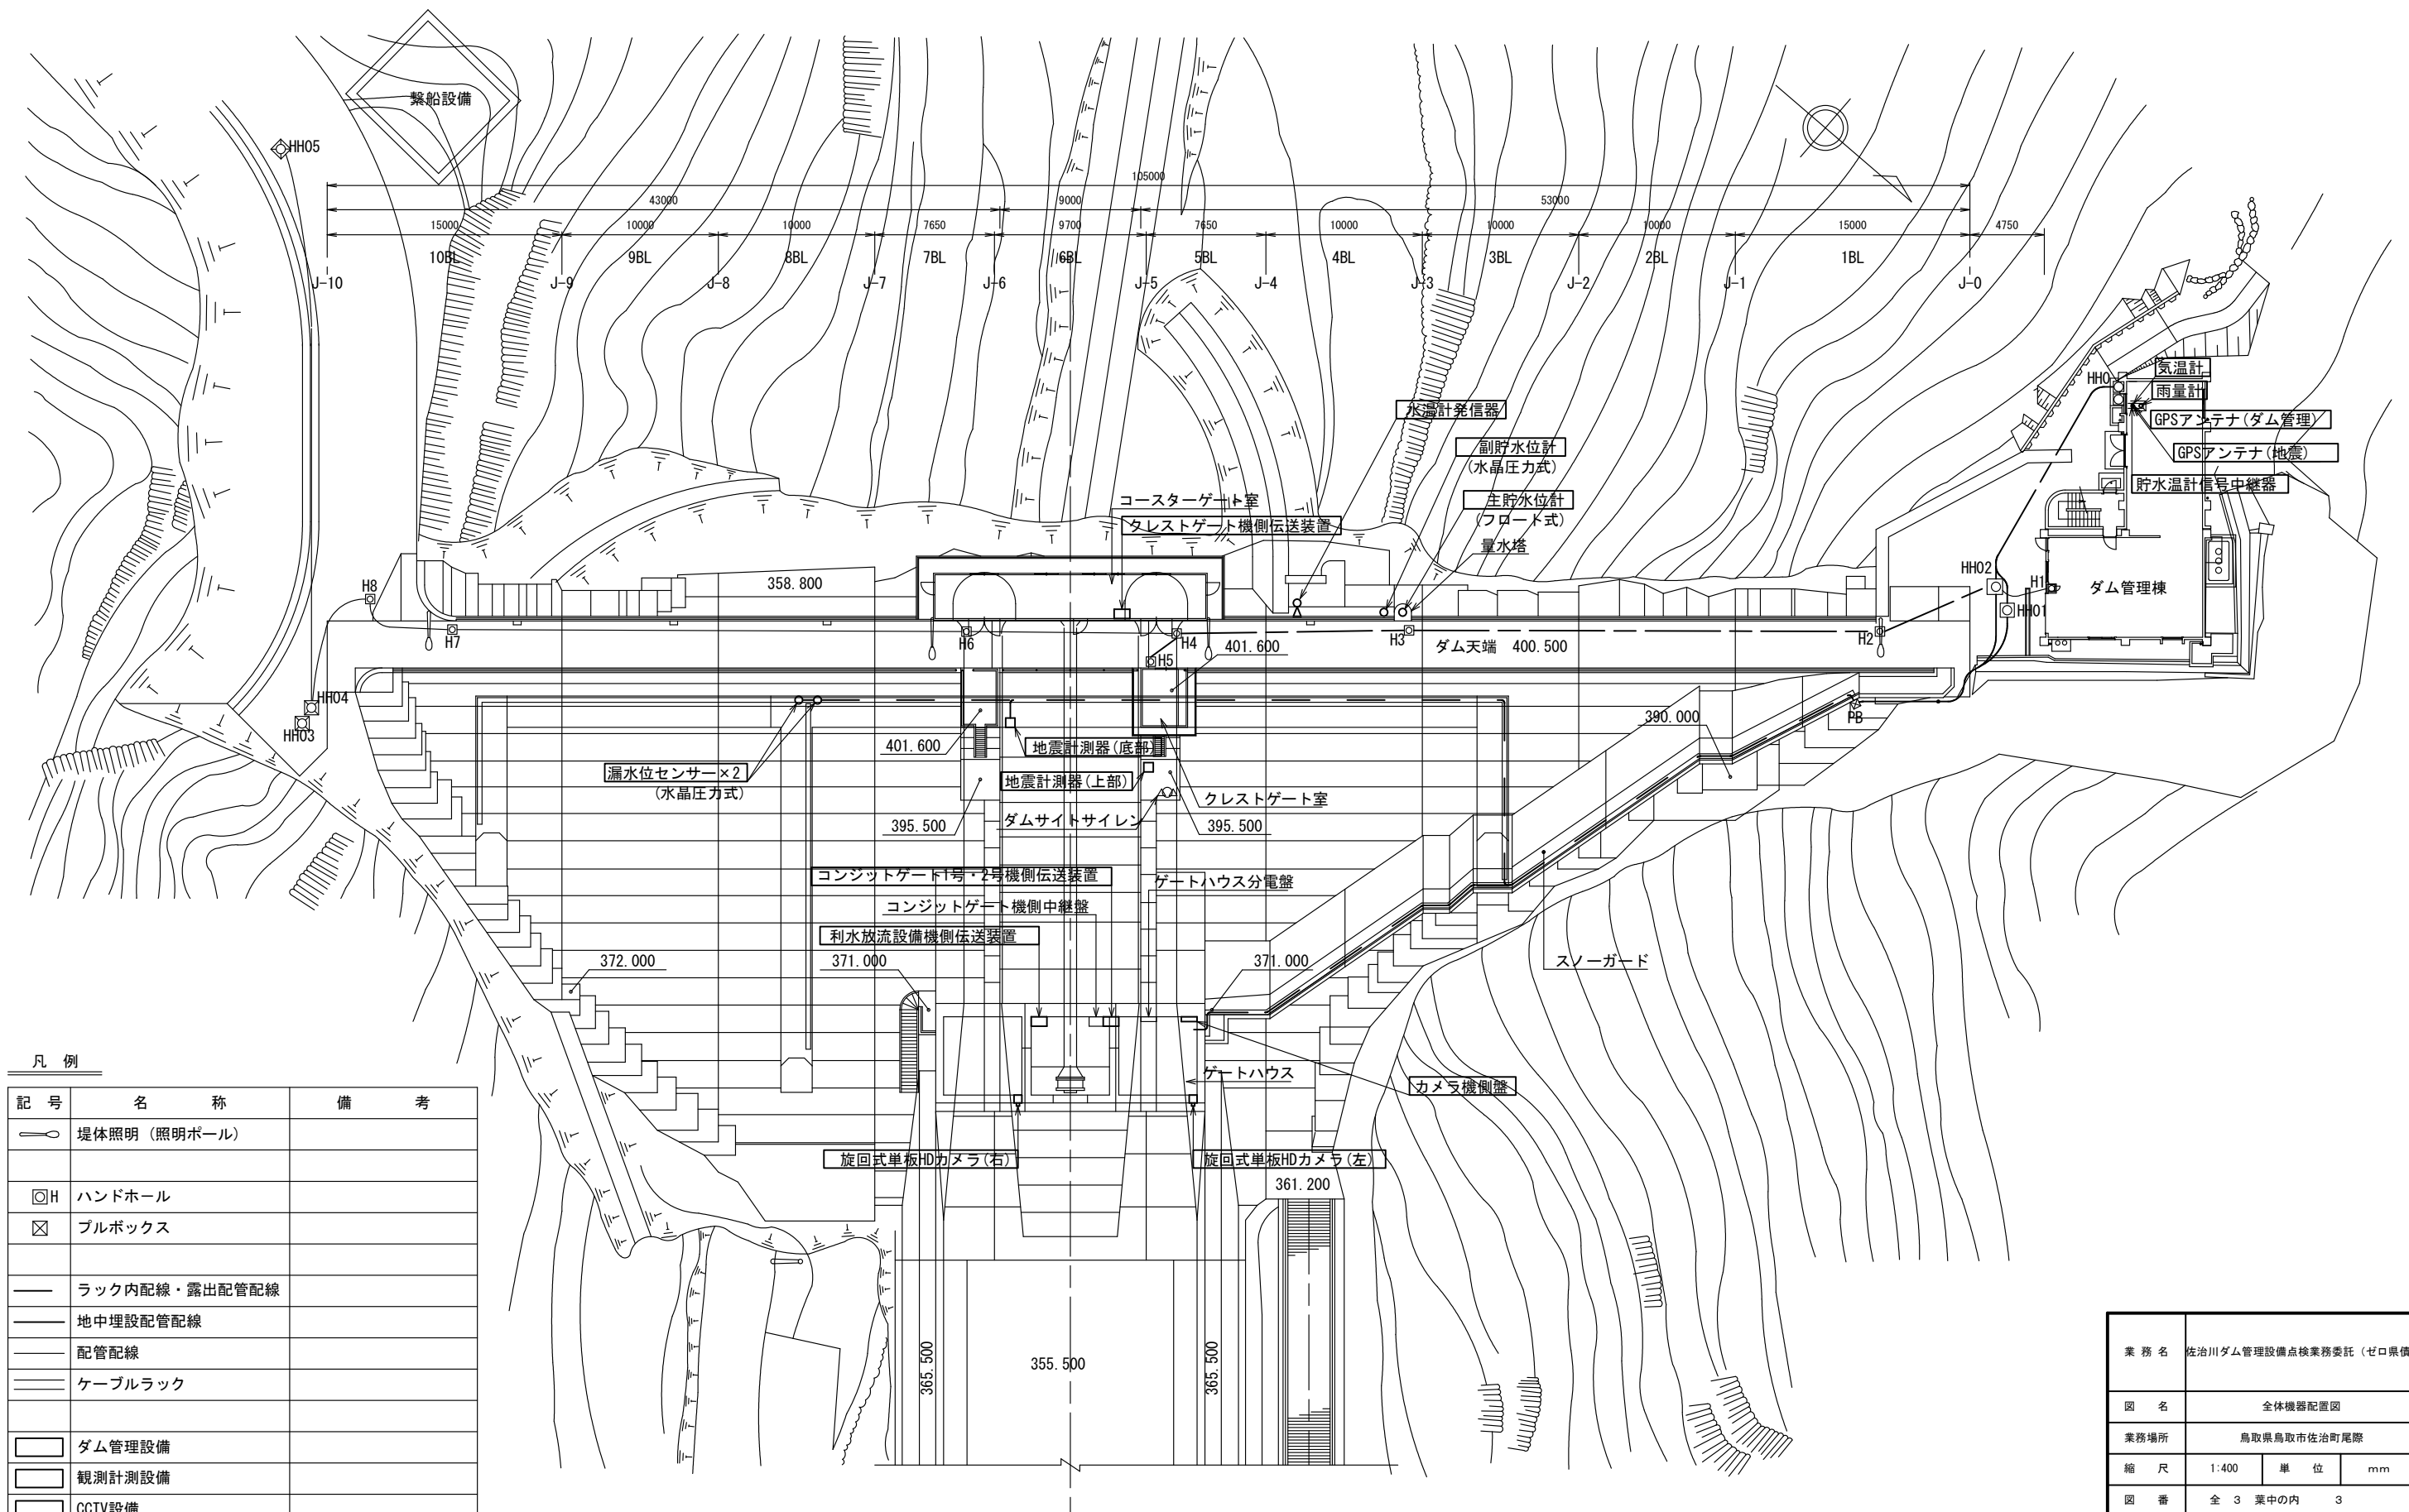 繋船設備
HH05
105000
43000
9000
53000
15000
10000
10000
7650
9700
7650
10000
10000
10000
15000
4750
10BL
9BL
8BL
7BL
6BL
5BL
4BL
3BL
2BL
1BL
J-10
J-9
J-8
J-7
J-6
J-5
J-4
J-3
J-2
J-1
J-0
気温計
HH0
雨量計
GPSアンテナ(ダム管理)
GPSアンテナ(地震)
貯水温計信号中継器
水温計発信器
副貯水位計
(水晶圧力式)
主貯水位計
(フロート式)
量水塔
コースターゲート室
クレストゲート機側伝送装置
358.800
H8
H7
H6
H4
H5
H3
H2
HH02
H1
HH01
ダム管理棟
ダム天端 400.500
401.600
HH04
HH03
PB
390.000
401.600
地震計測器(底部)
漏水位センサー×2
(水晶圧力式)
地震計測器(上部)
クレストゲート室
ダムサイトサイレン
395.500
395.500
コンジットゲート1号・2号機側伝送装置
ゲートハウス分電盤
コンジットゲート機側中継盤
利水放流設備機側伝送装置
372.000
371.000
371.000
スノーガード
ゲートハウス
カメラ機側盤
旋回式単板HDカメラ(右)
旋回式単板HDカメラ(左)
361.200
365.500
355.500
365.500
凡 例
記 号 名 称 備 考
堤体照明（照明ポール）
H ハンドホール
プルボックス
ラック内配線・露出配管配線
地中埋設配管配線
配管配線
ケーブルラック
ダム管理設備
観測計測設備
CCTV設備
業 務 名 佐治川ダム管理設備点検業務委託（ゼロ県債
図 名 全体機器配置図
業務場所 鳥取県鳥取市佐治町尾際
縮 尺 1:400 単 位 mm
図 番 全 3 葉中の内 3